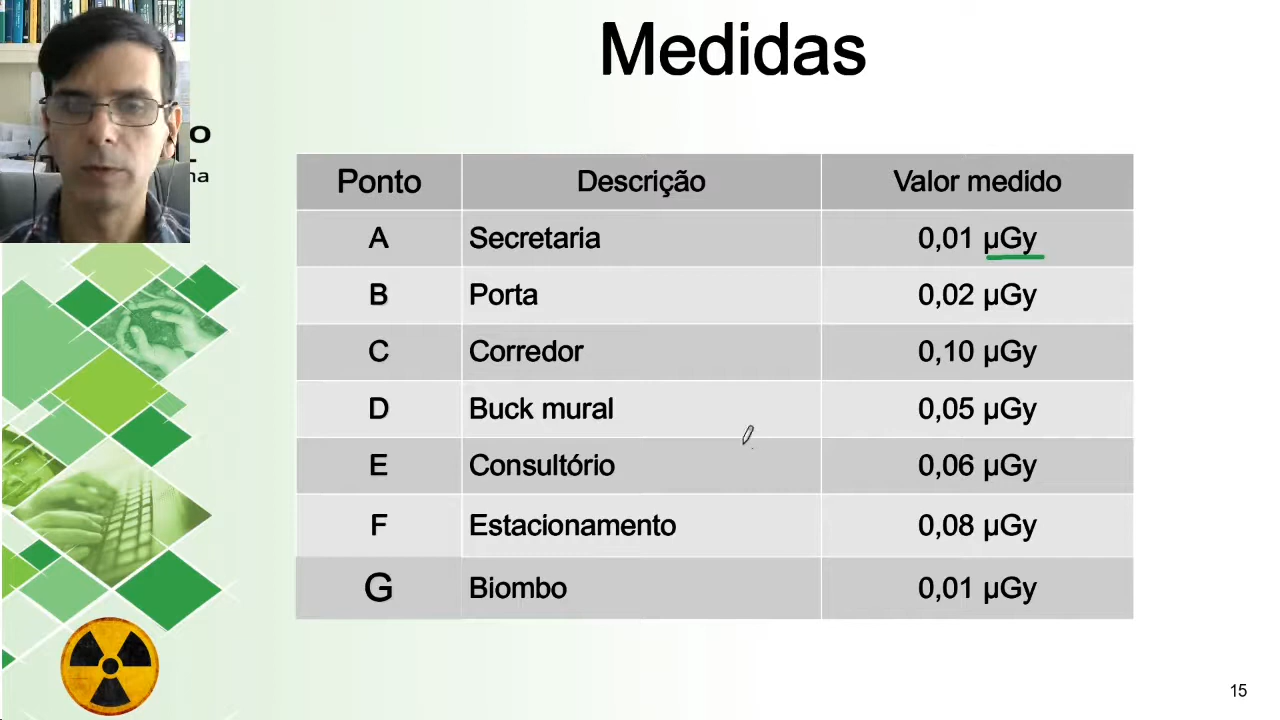 Medidas
o
na
Ponto Descrição Valor medido
A Secretaria 0,01 µGy
B Porta 0,02 µGy
C Corredor 0,10 µGy
D Buck mural 0,05 µGy
E Consultório 0,06 µGy
F Estacionamento 0,08 µGy
G Biombo 0,01 µGy
15